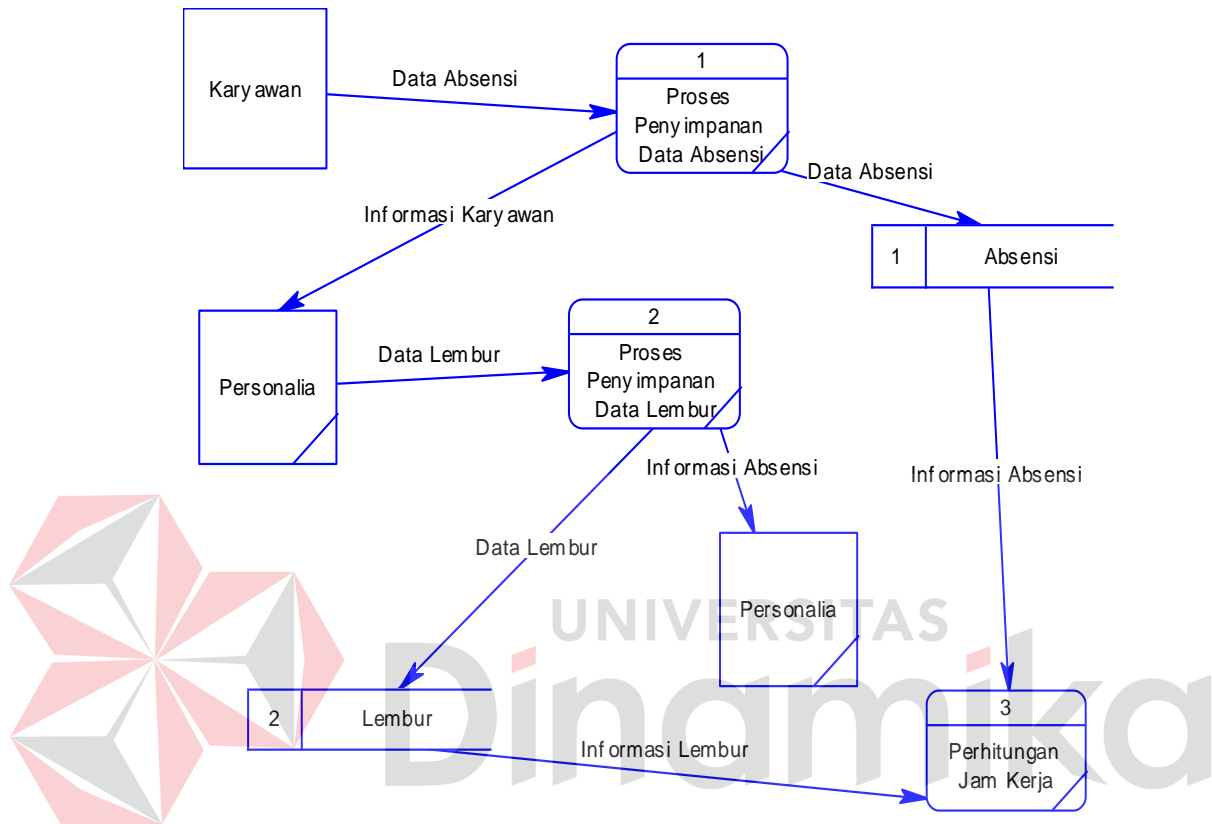 Karyawan
Data Absensi
1
Proses
Penyimpanan
Data Absensi
Data Absensi
Informasi Karyawan
1
Absensi
Personalia
Data Lembur
2
Proses
Penyimpanan
Data Lembur
Informasi Absensi
Informasi Absensi
Data Lembur
Personalia
UNIVERSITAS
Dinamika
2
Lembur
Informasi Lembur
3
Perhitungan
Jam Kerja